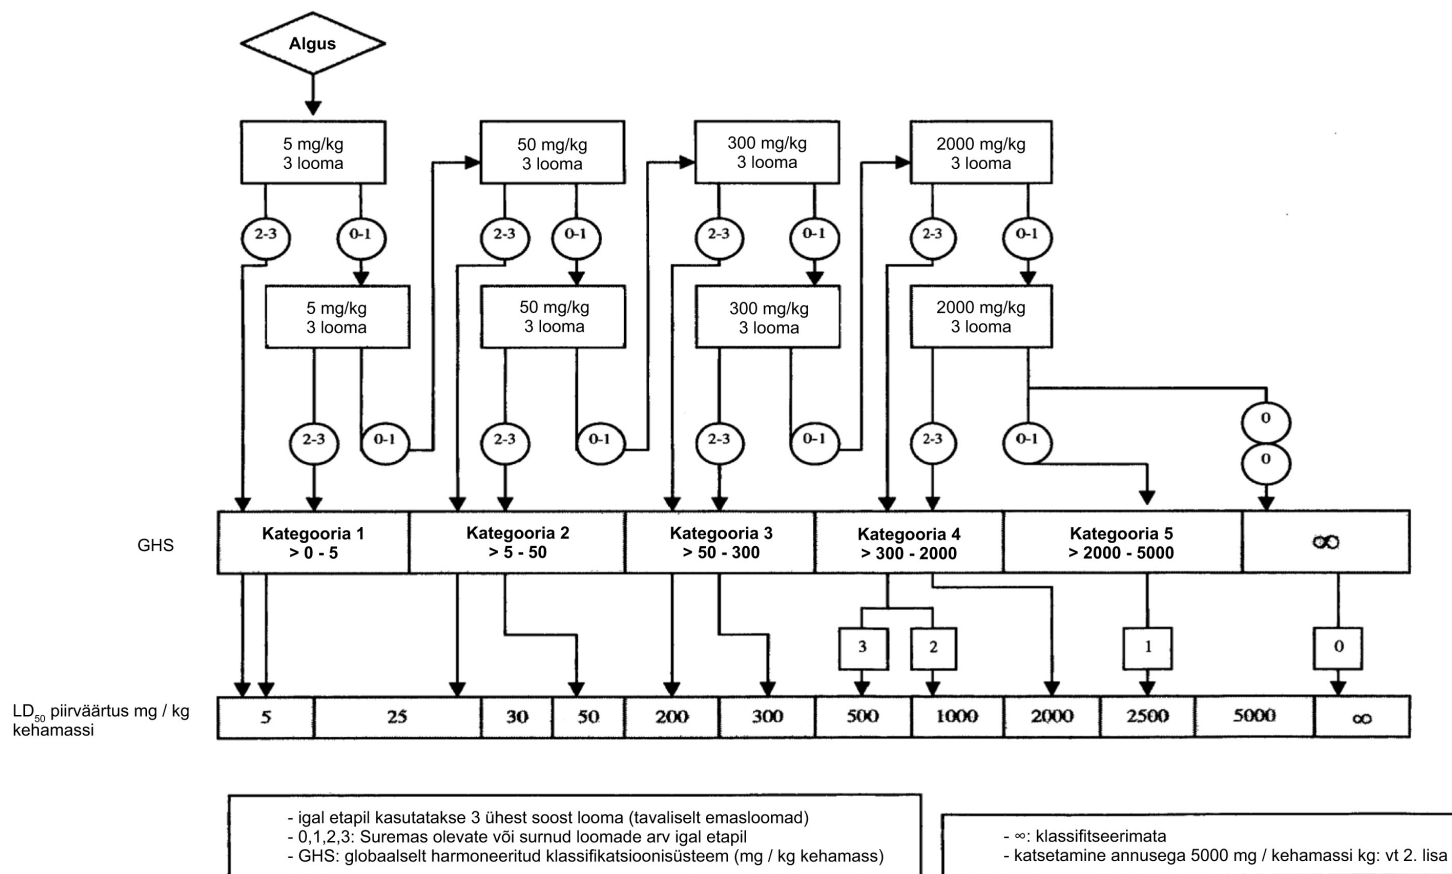 Algus
5 mg/kg
3 looma
50 mg/kg
3 looma
300 mg/kg
3 looma
2000 mg/kg
3 looma
2-3
0-1
2-3
0-1
2-3
0-1
2-3
0-1
5 mg/kg
3 looma
50 mg/kg
3 looma
300 mg/kg
3 looma
2000 mg/kg
3 looma
2-3
0-1
2-3
0-1
2-3
0-1
2-3
0-1
0
0
GHS
Kategooria 1
> 0 - 5
Kategooria 2
> 5 - 50
Kategooria 3
> 50 - 300
Kategooria 4
> 300 - 2000
Kategooria 5
> 2000 - 5000
∞
3
2
1
0
LD50 piirväärtus mg / kg
kehamassi
5
25
30
50
200
300
500
1000
2000
2500
5000
∞
- igal etapil kasutatakse 3 ühest soost looma (tavaliselt emasloomad)
- 0,1,2,3: Suremas olevate või surnud loomade arv igal etapil
- GHS: globaalselt harmoneeritud klassifikatsioonisüsteem (mg / kg kehamass)
- ∞: klassifitseerimata
- katsetamine annusega 5000 mg / kehamassi kg: vt 2. lisa